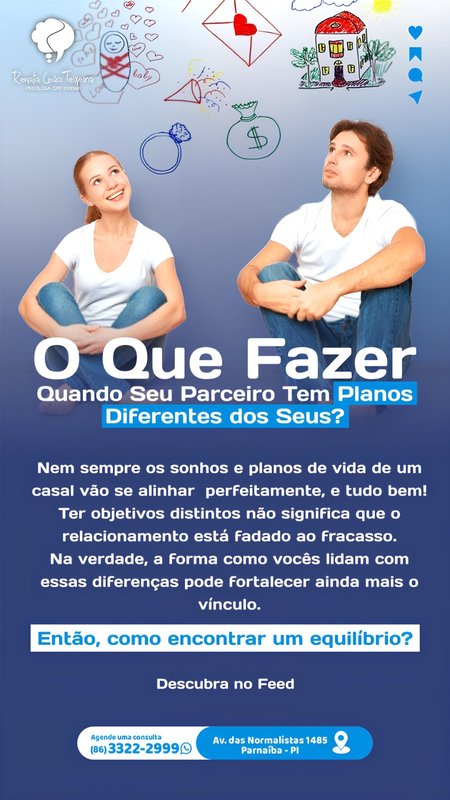 Renata Leão Teixeira
love
baby
$
O Que Fazer
Quando Seu Parceiro Tem Planos
Diferentes dos Seus?
Nem sempre os sonhos e planos de vida de um
casal vão se alinhar perfeitamente, e tudo bem!
Ter objetivos distintos não significa que o
relacionamento está fadado ao fracasso.
Na verdade, a forma como vocês lidam com
essas diferenças pode fortalecer ainda mais o
vínculo.
Então, como encontrar um equilíbrio?
Descubra no Feed
Agende uma consulta
(86) 3322-2999
Av. das Normalistas 1485
Parnaíba - PI